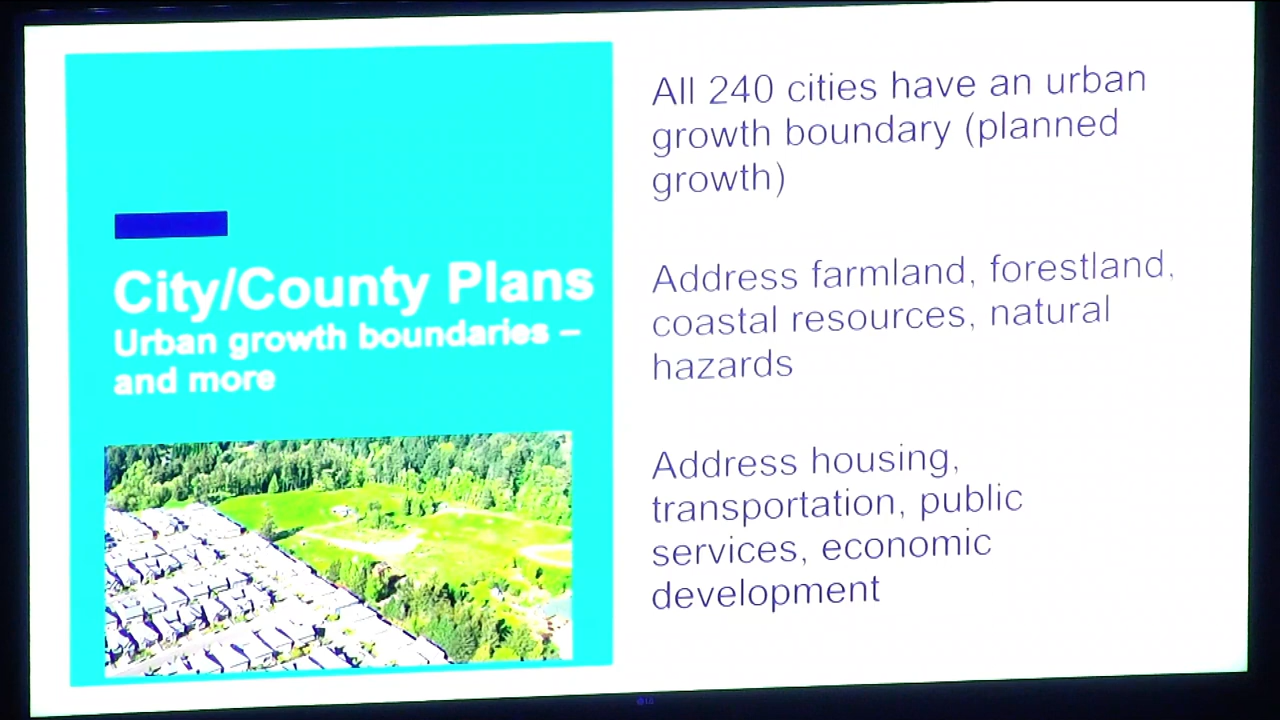 City/County Plans
Urban growth boundaries –
and more
All 240 cities have an urban
growth boundary (planned
growth)
Address farmland, forestland,
coastal resources, natural
hazards
Address housing,
transportation, public
services, economic
development